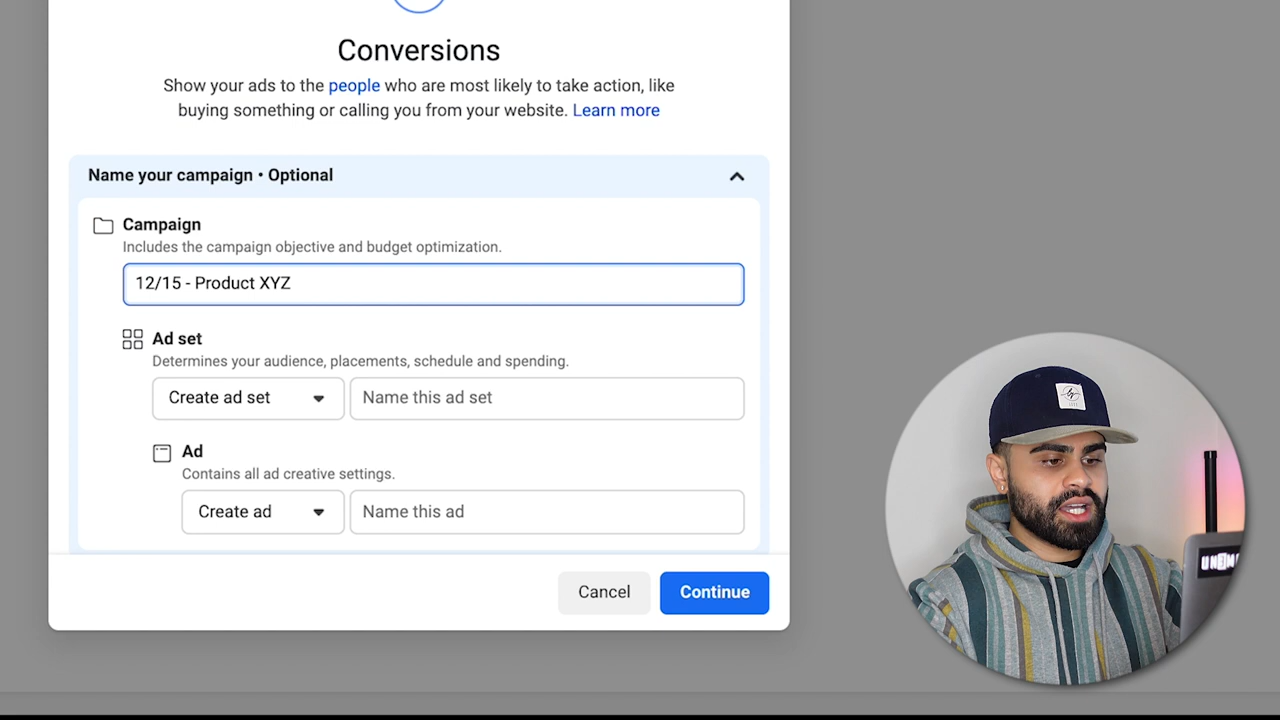 Conversions
Show your ads to the people who are most likely to take action, like
buying something or calling you from your website. Learn more
Name your campaign • Optional
Campaign
Includes the campaign objective and budget optimization.
12/15 - Product XYZ
Ad set
Determines your audience, placements, schedule and spending.
Create ad set Name this ad set
Ad
Contains all ad creative settings.
Create ad Name this ad
Cancel Continue